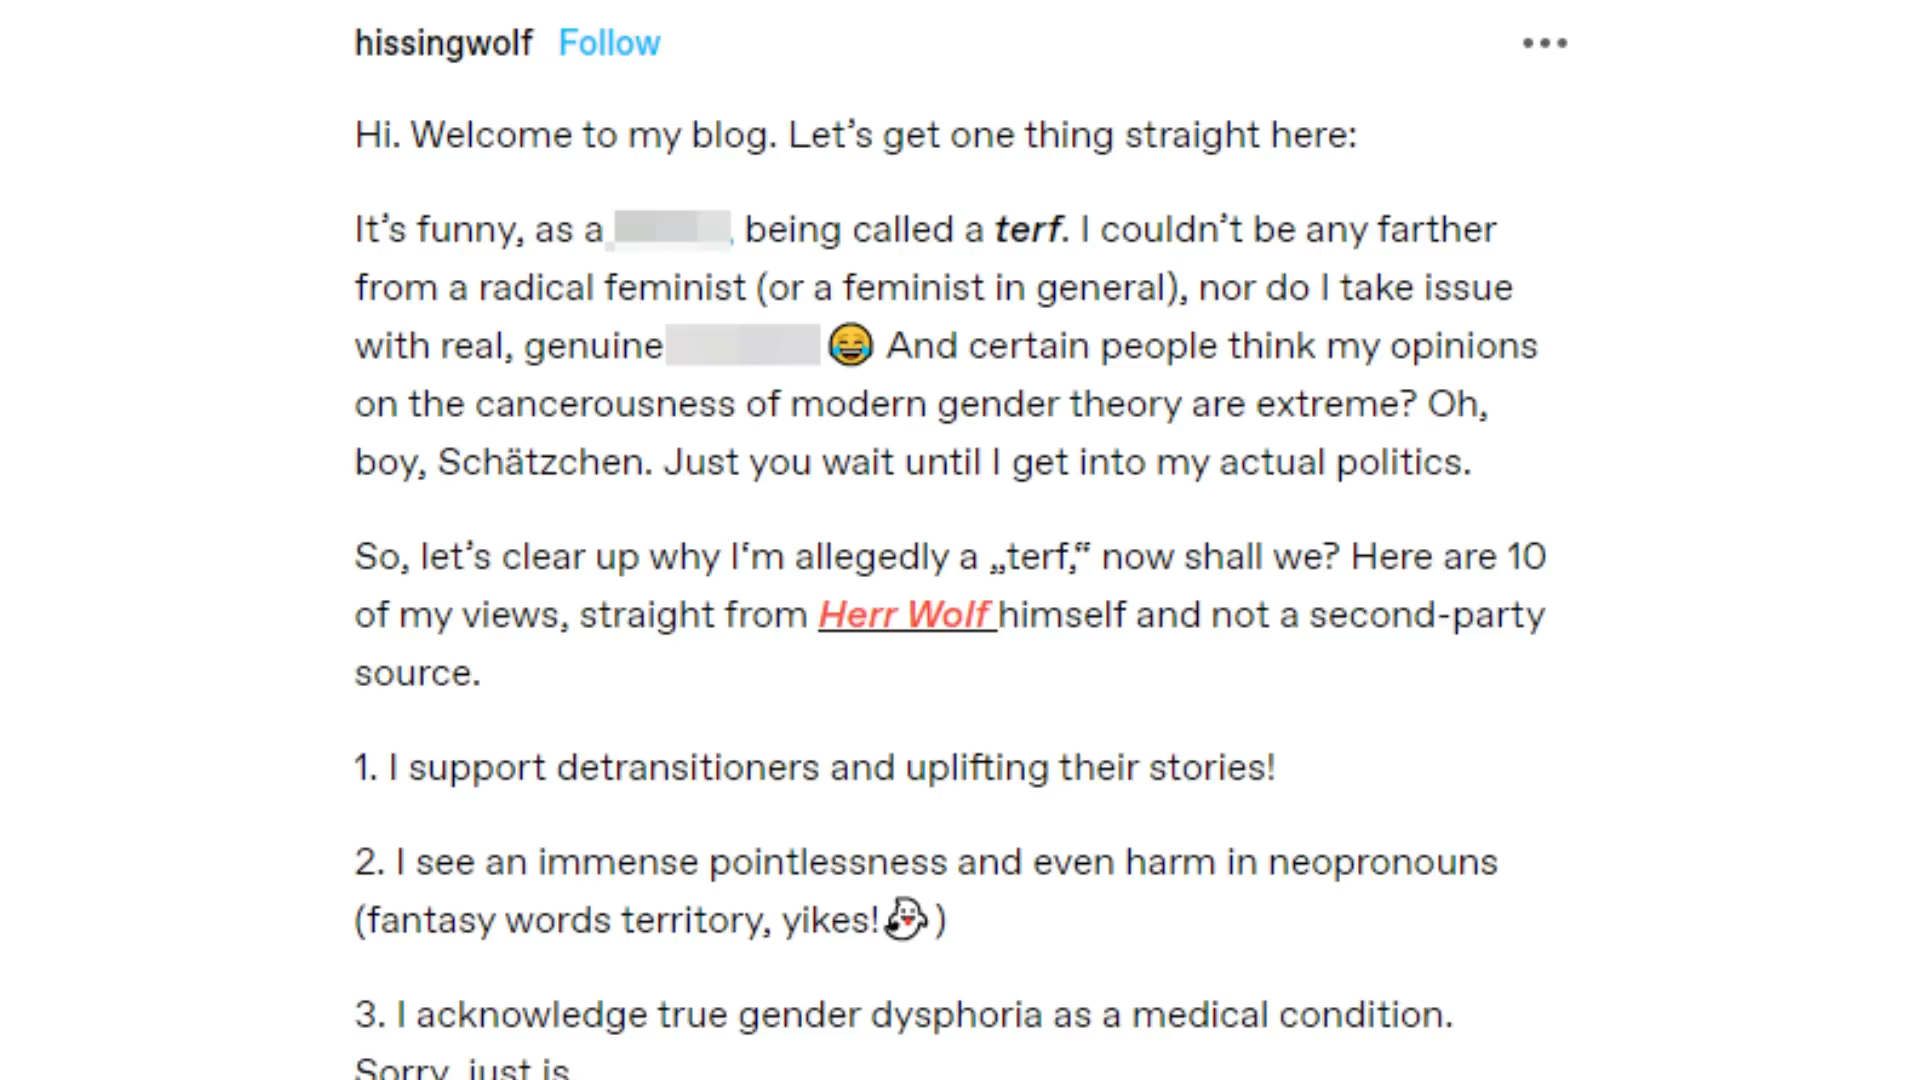 hissingwolf Follow
Hi. Welcome to my blog. Let’s get one thing straight here:
It’s funny, as a being called a terf. I couldn’t be any farther
from a radical feminist (or a feminist in general), nor do I take issue
with real, genuine 😂 And certain people think my opinions
on the cancerousness of modern gender theory are extreme? Oh,
boy, Schätzchen. Just you wait until I get into my actual politics.
So, let’s clear up why I‘m allegedly a „terf,“ now shall we? Here are 10
of my views, straight from Herr Wolf himself and not a second-party
source.
1. I support detransitioners and uplifting their stories!
2. I see an immense pointlessness and even harm in neopronouns
(fantasy words territory, yikes!👻)
3. I acknowledge true gender dysphoria as a medical condition.
Sorry, just is.